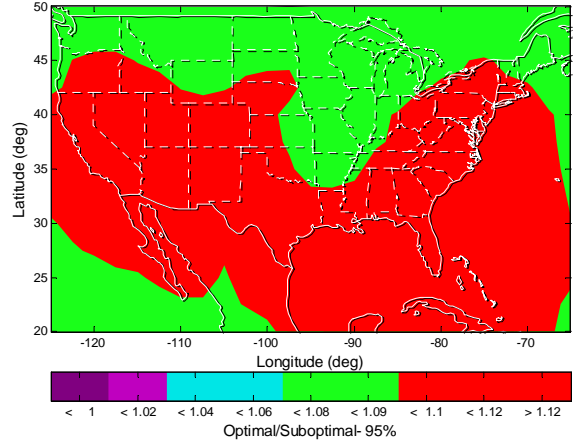 50
45
40
35
30
25
20
Latitude (deg)
-120 -110 -100 -90 -80 -70
Longitude (deg)
< 1 < 1.02 < 1.04 < 1.06 < 1.08 < 1.09 < 1.1 < 1.12 > 1.12
Optimal/Suboptimal- 95%